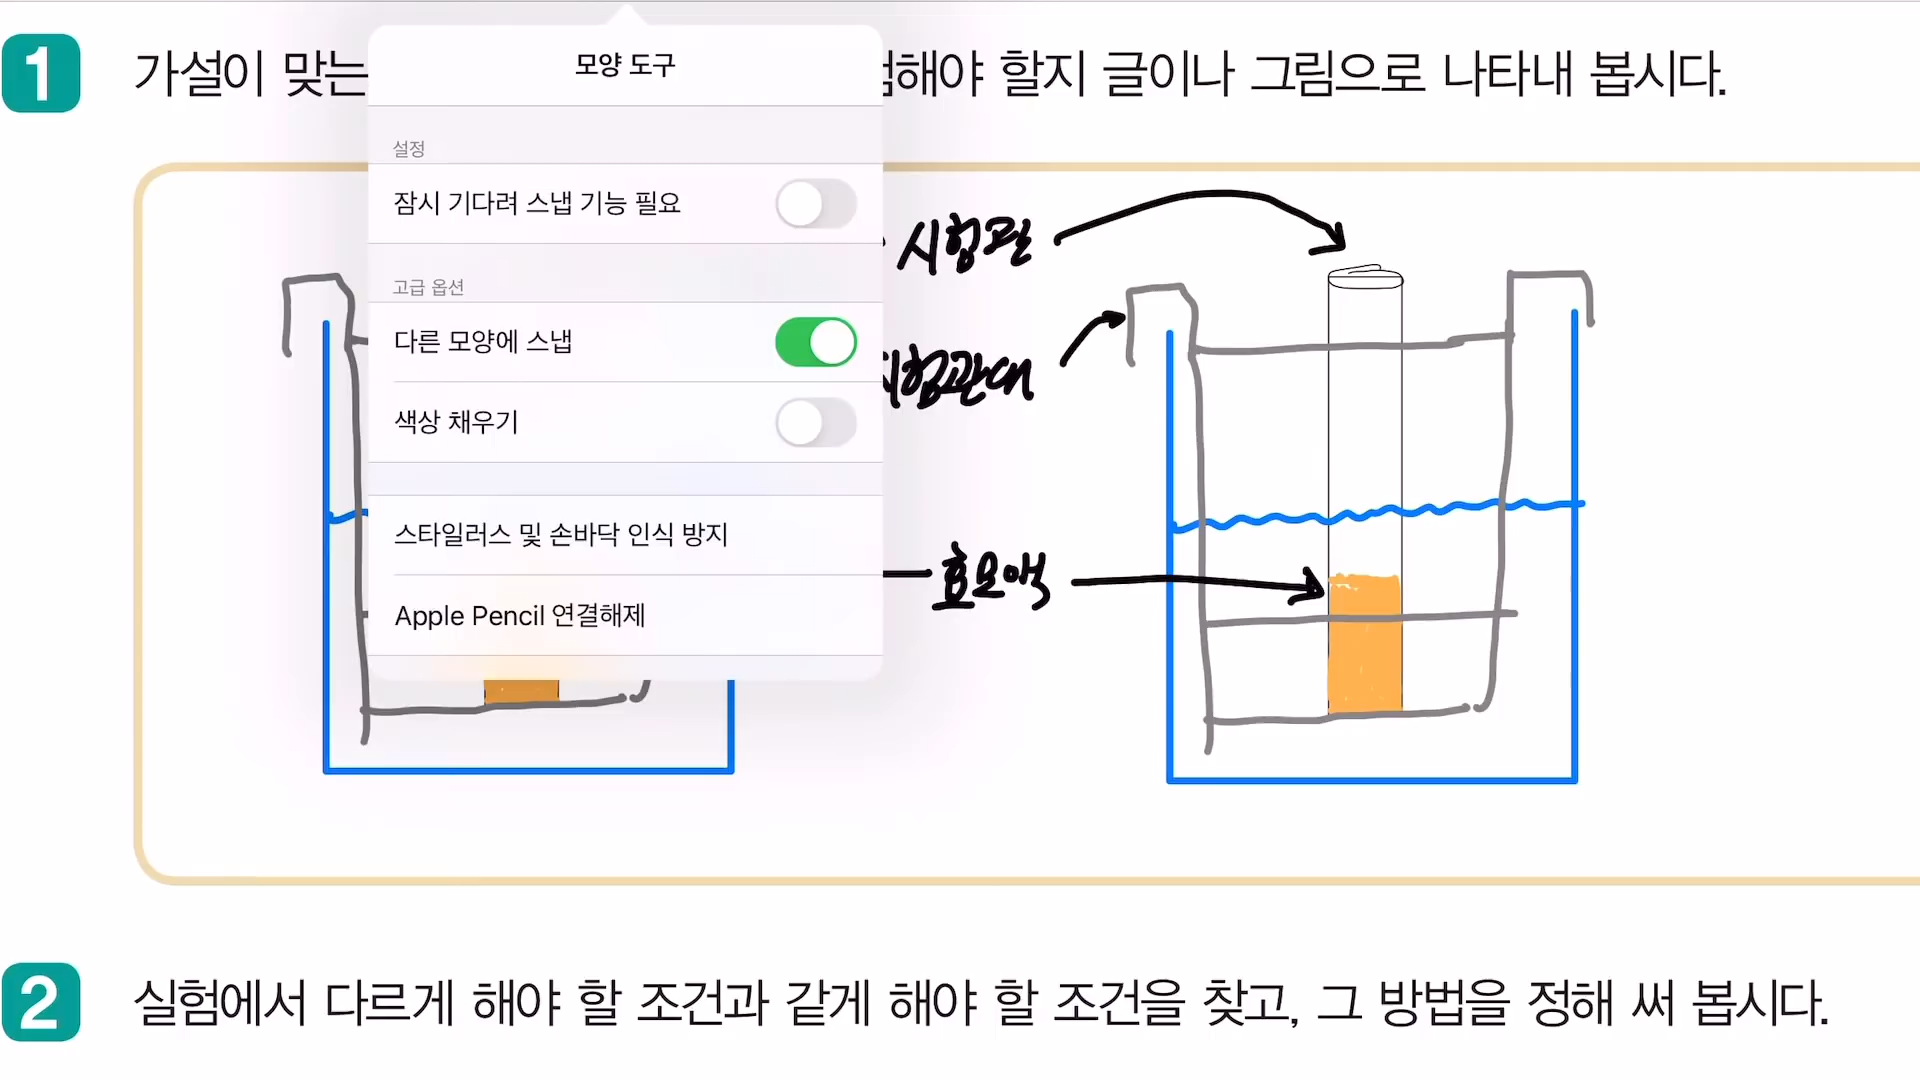 1 가설이 맞는 해야 할지 글이나 그림으로 나타내 봅시다.
모양 도구
설정
잠시 기다려 스냅 기능 필요
고급 옵션
다른 모양에 스냅
색상 채우기
스타일러스 및 손바닥 인식 방지
Apple Pencil 연결해제
시험관
시험관대
효모액
2 실험에서 다르게 해야 할 조건과 같게 해야 할 조건을 찾고, 그 방법을 정해 써 봅시다.